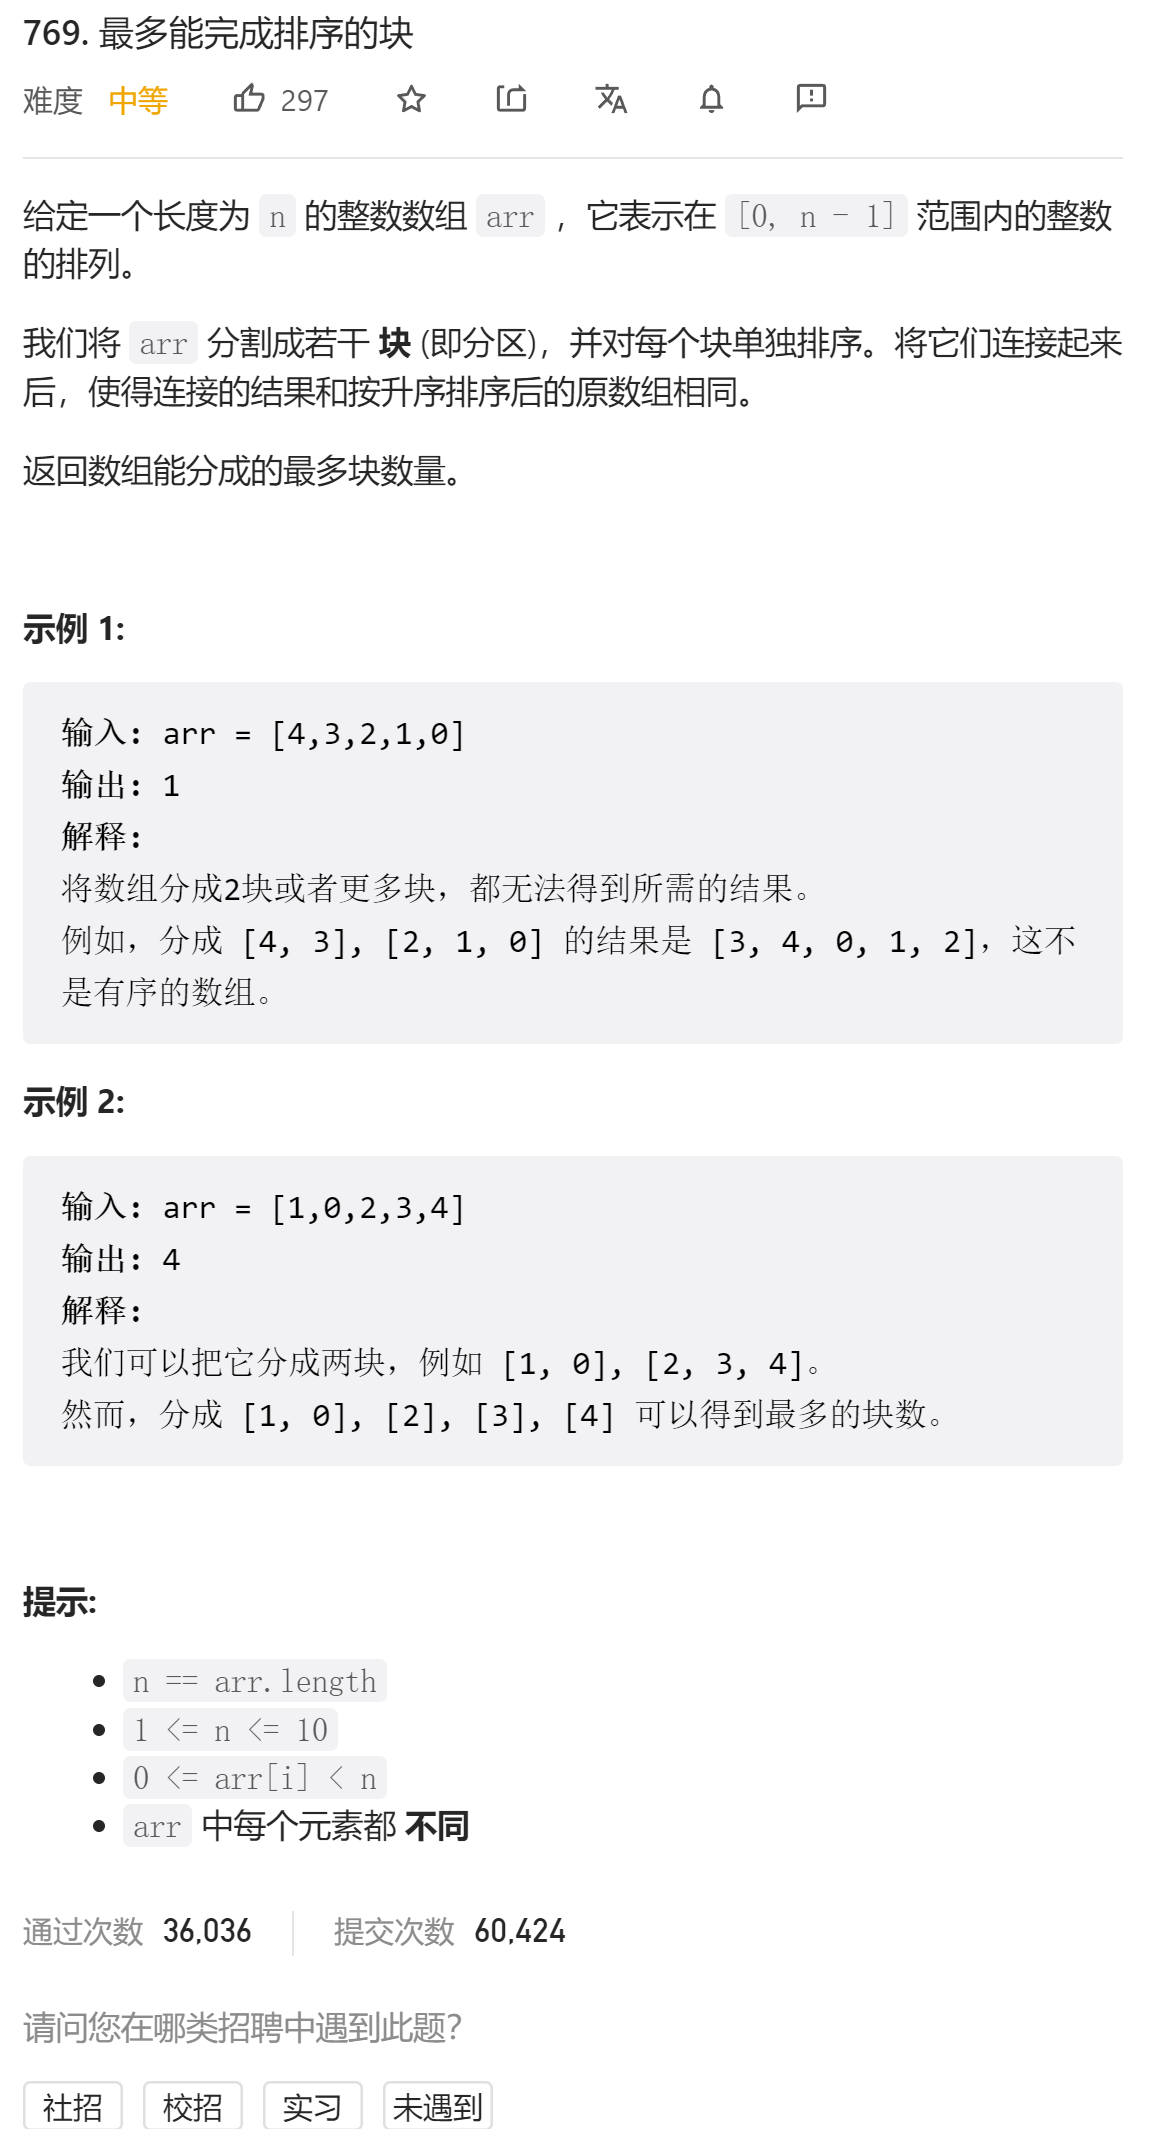 769. 最多能完成排序的块
难度 中等 297
给定一个长度为 n 的整数数组 arr ，它表示在 [0, n - 1] 范围内的整数
的排列。
我们将 arr 分割成若干 块 (即分区)，并对每个块单独排序。将它们连接起来
后，使得连接的结果和按升序排序后的原数组相同。
返回数组能分成的最多块数量。
示例 1:
输入: arr = [4,3,2,1,0]
输出: 1
解释:
将数组分成2块或者更多块，都无法得到所需的结果。
例如，分成 [4, 3], [2, 1, 0] 的结果是 [3, 4, 0, 1, 2]，这不
是有序的数组。
示例 2:
输入: arr = [1,0,2,3,4]
输出: 4
解释:
我们可以把它分成两块，例如 [1, 0], [2, 3, 4]。
然而，分成 [1, 0], [2], [3], [4] 可以得到最多的块数。
提示:
n == arr.length
1 <= n <= 10
0 <= arr[i] < n
arr 中每个元素都 不同
通过次数 36,036 提交次数 60,424
请问您在哪类招聘中遇到此题？
社招 校招 实习 未遇到